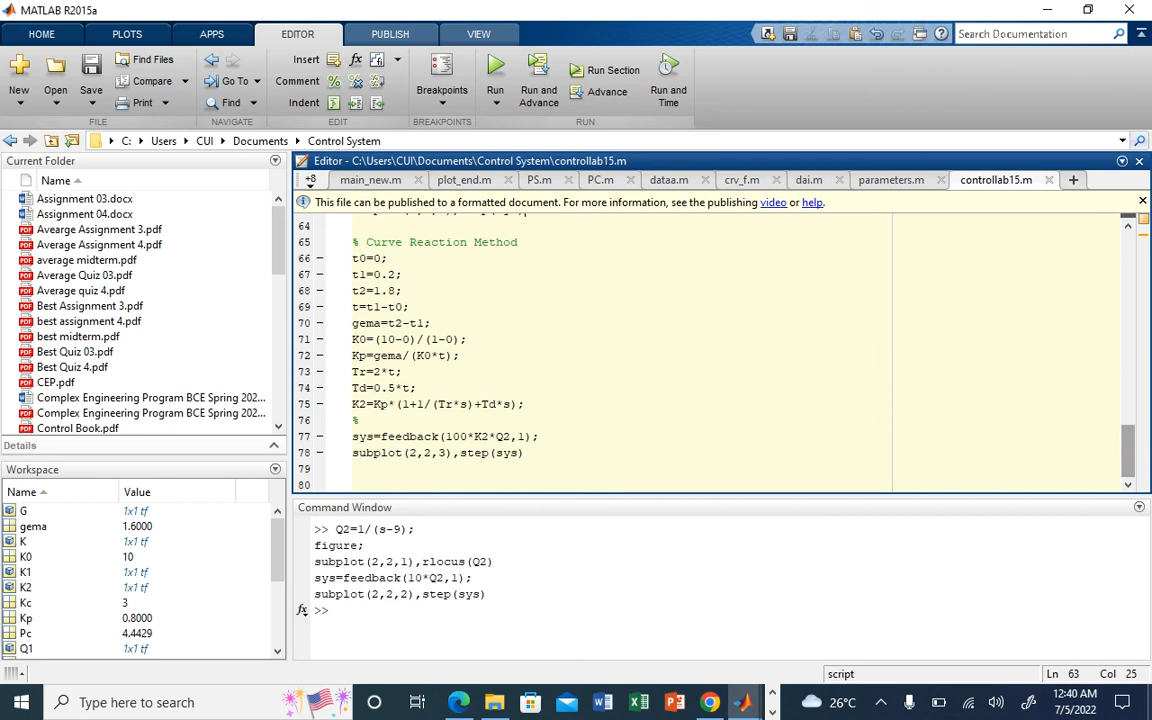 MATLAB R2015a
HOME PLOTS APPS EDITOR PUBLISH VIEW Search Documentation
New Open Save Find Files Compare Print Go To Find Insert Comment Indent Breakpoints Run Run and Advance Run Section Advance Run and Time
FILE NAVIGATE EDIT BREAKPOINTS RUN
C: Users CUI Documents Control System
Current Folder
Name
Assignment 03.docx
Assignment 04.docx
Avearge Assignment 3.pdf
Average Assignment 4.pdf
average midterm.pdf
Average Quiz 03.pdf
Average quiz 4.pdf
Best Assignment 3.pdf
best assignment 4.pdf
best midterm.pdf
Best Quiz 03.pdf
Best Quiz 4.pdf
CEP.pdf
Complex Engineering Program BCE Spring 202...
Complex Engineering Program BCE Spring 202...
Control Book.pdf
Details
Workspace
Name Value
G 1x1 tf
gema 1.6000
K 1x1 tf
K0 10
K1 1x1 tf
K2 1x1 tf
Kc 3
Kp 0.8000
Pc 4.4429
Q1 1x1 tf
Editor - C:\Users\CUI\Documents\Control System\controllab15.m
+8 main_new.m plot_end.m PS.m PC.m dataa.m crv_f.m dai.m parameters.m controllab15.m
This file can be published to a formatted document. For more information, see the publishing video or help.
64
65 % Curve Reaction Method
66 t0=0;
67 t1=0.2;
68 t2=1.8;
69 t=t1-t0;
70 gema=t2-t1;
71 K0=(10-0)/(1-0);
72 Kp=gema/(K0*t);
73 Tr=2*t;
74 Td=0.5*t;
75 K2=Kp*(1+1/(Tr*s)+Td*s);
76 %
77 sys=feedback(100*K2*Q2,1);
78 subplot(2,2,3),step(sys)
79
80
Command Window
>> Q2=1/(s-9);
figure;
subplot(2,2,1),rlocus(Q2)
sys=feedback(10*Q2,1);
subplot(2,2,2),step(sys)
fx >>
script Ln 63 Col 25
Type here to search 26°C 12:40 AM
7/5/2022